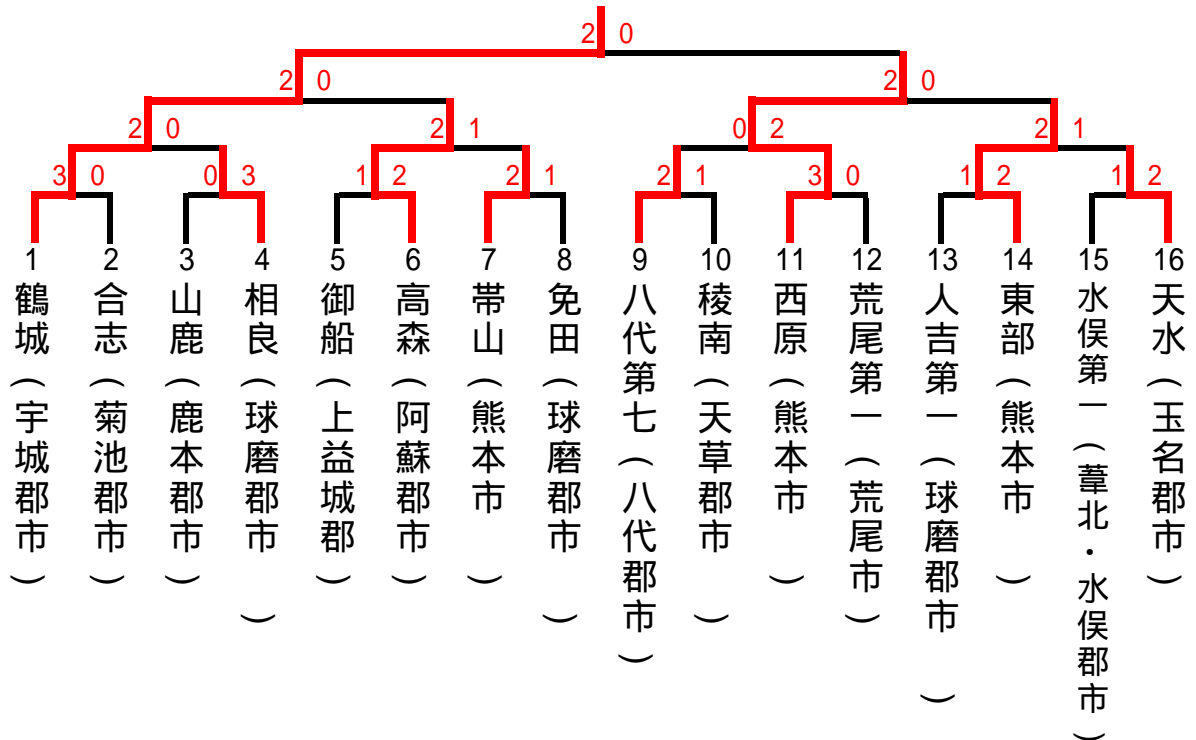 2 0
2 0 2 0
2 0 2 1 0 2 2 1
3 0 0 3 1 2 2 1 2 1 3 0 1 2 1 2
1 2 3 4 5 6 7 8 9 10 11 12 13 14 15 16
鶴城（宇城郡市）
合志（菊池郡市）
山鹿（鹿本郡市）
相良（球磨郡市）
御船（上益城郡）
高森（阿蘇郡市）
帯山（熊本市）
免田（球磨郡市）
八代第七（八代郡市）
稜南（天草郡市）
西原（熊本市）
荒尾第一（荒尾市）
人吉第一（球磨郡市）
東部（熊本市）
水俣第一（葦北・水俣郡市）
天水（玉名郡市）